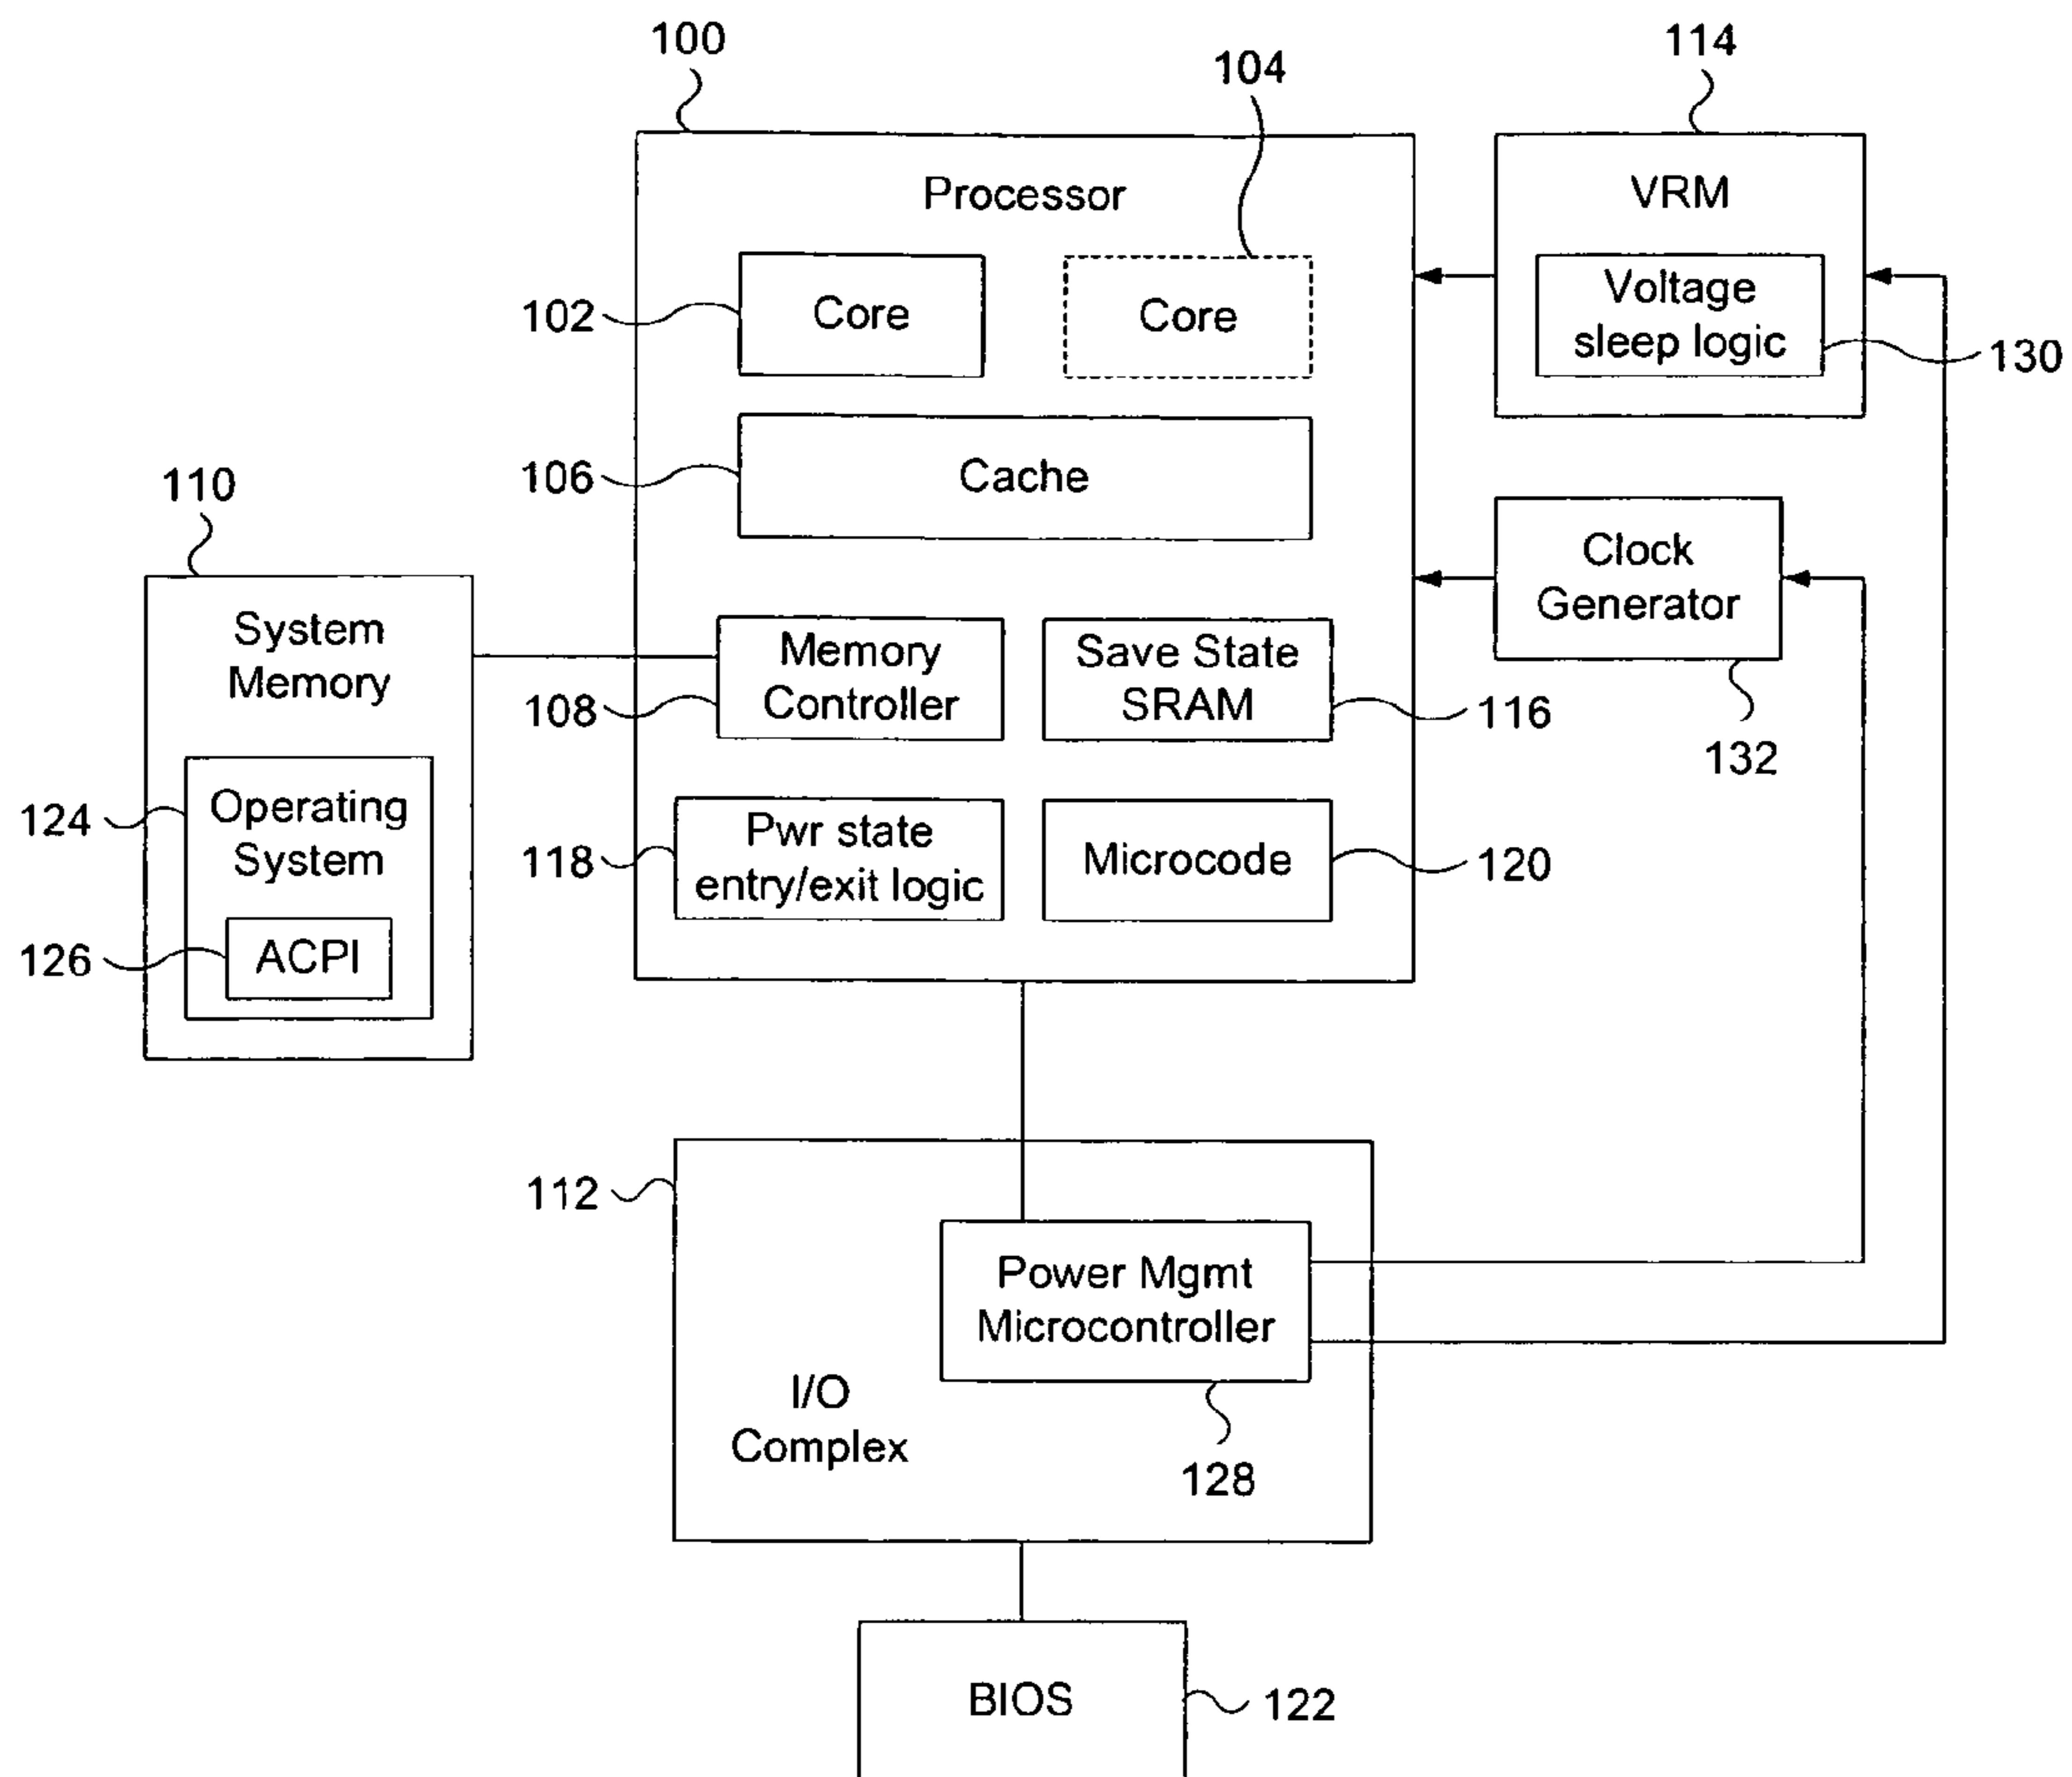 100
104
114
Processor
VRM
102
Core
Core
Voltage
sleep logic
130
106
Cache
110
Clock
Generator
132
System
Memory
108
Memory
Controller
Save State
SRAM
116
124
Operating
System
126
ACPI
118
Pwr state
entry/exit logic
Microcode
120
112
Power Mgmt
Microcontroller
128
I/O
Complex
BIOS
122